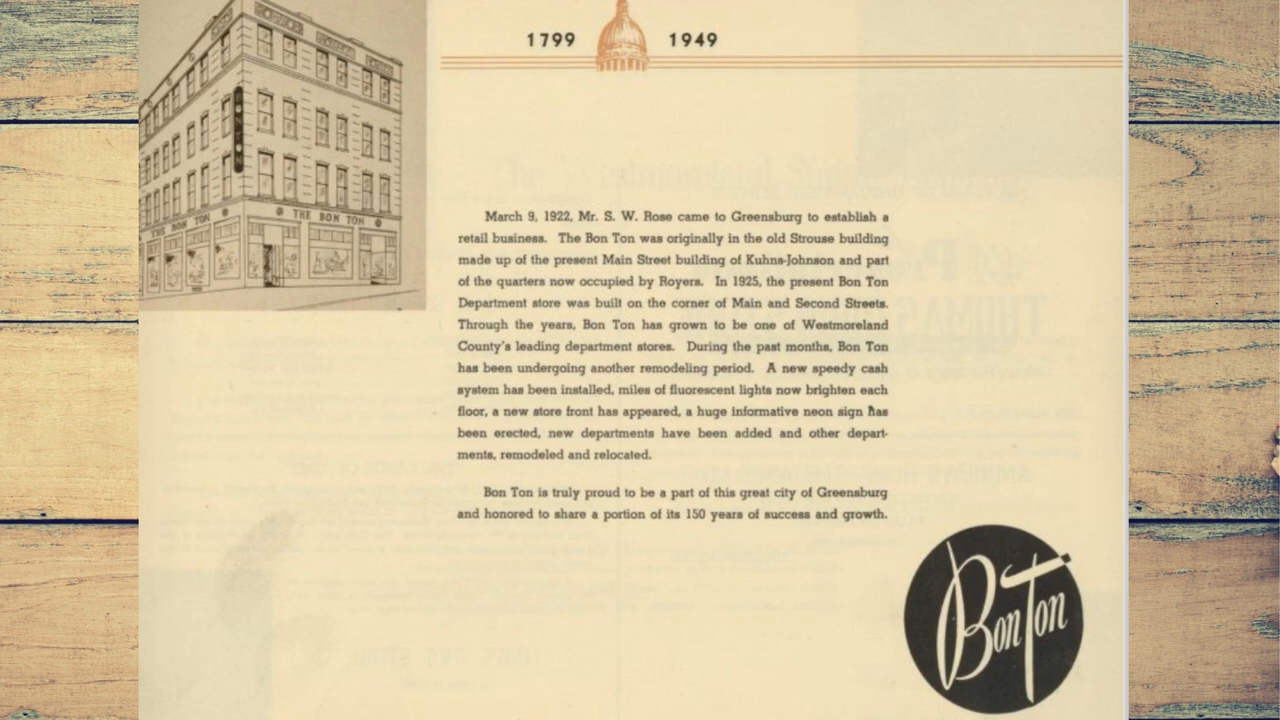 1799 1949
BON TON
THE BON TON
THE BON TON
March 9, 1922, Mr. S. W. Rose came to Greensburg to establish a
retail business. The Bon Ton was originally in the old Strouse building
made up of the present Main Street building of Kuhns-Johnson and part
of the quarters now occupied by Royers. In 1925, the present Bon Ton
Department store was built on the corner of Main and Second Streets.
Through the years, Bon Ton has grown to be one of Westmoreland
County's leading department stores. During the past months, Bon Ton
has been undergoing another remodeling period. A new speedy cash
system has been installed, miles of fluorescent lights now brighten each
floor, a new store front has appeared, a huge informative neon sign has
been erected, new departments have been added and other depart-
ments, remodeled and relocated.
Bon Ton is truly proud to be a part of this great city of Greensburg
and honored to share a portion of its 150 years of success and growth.
Bon Ton